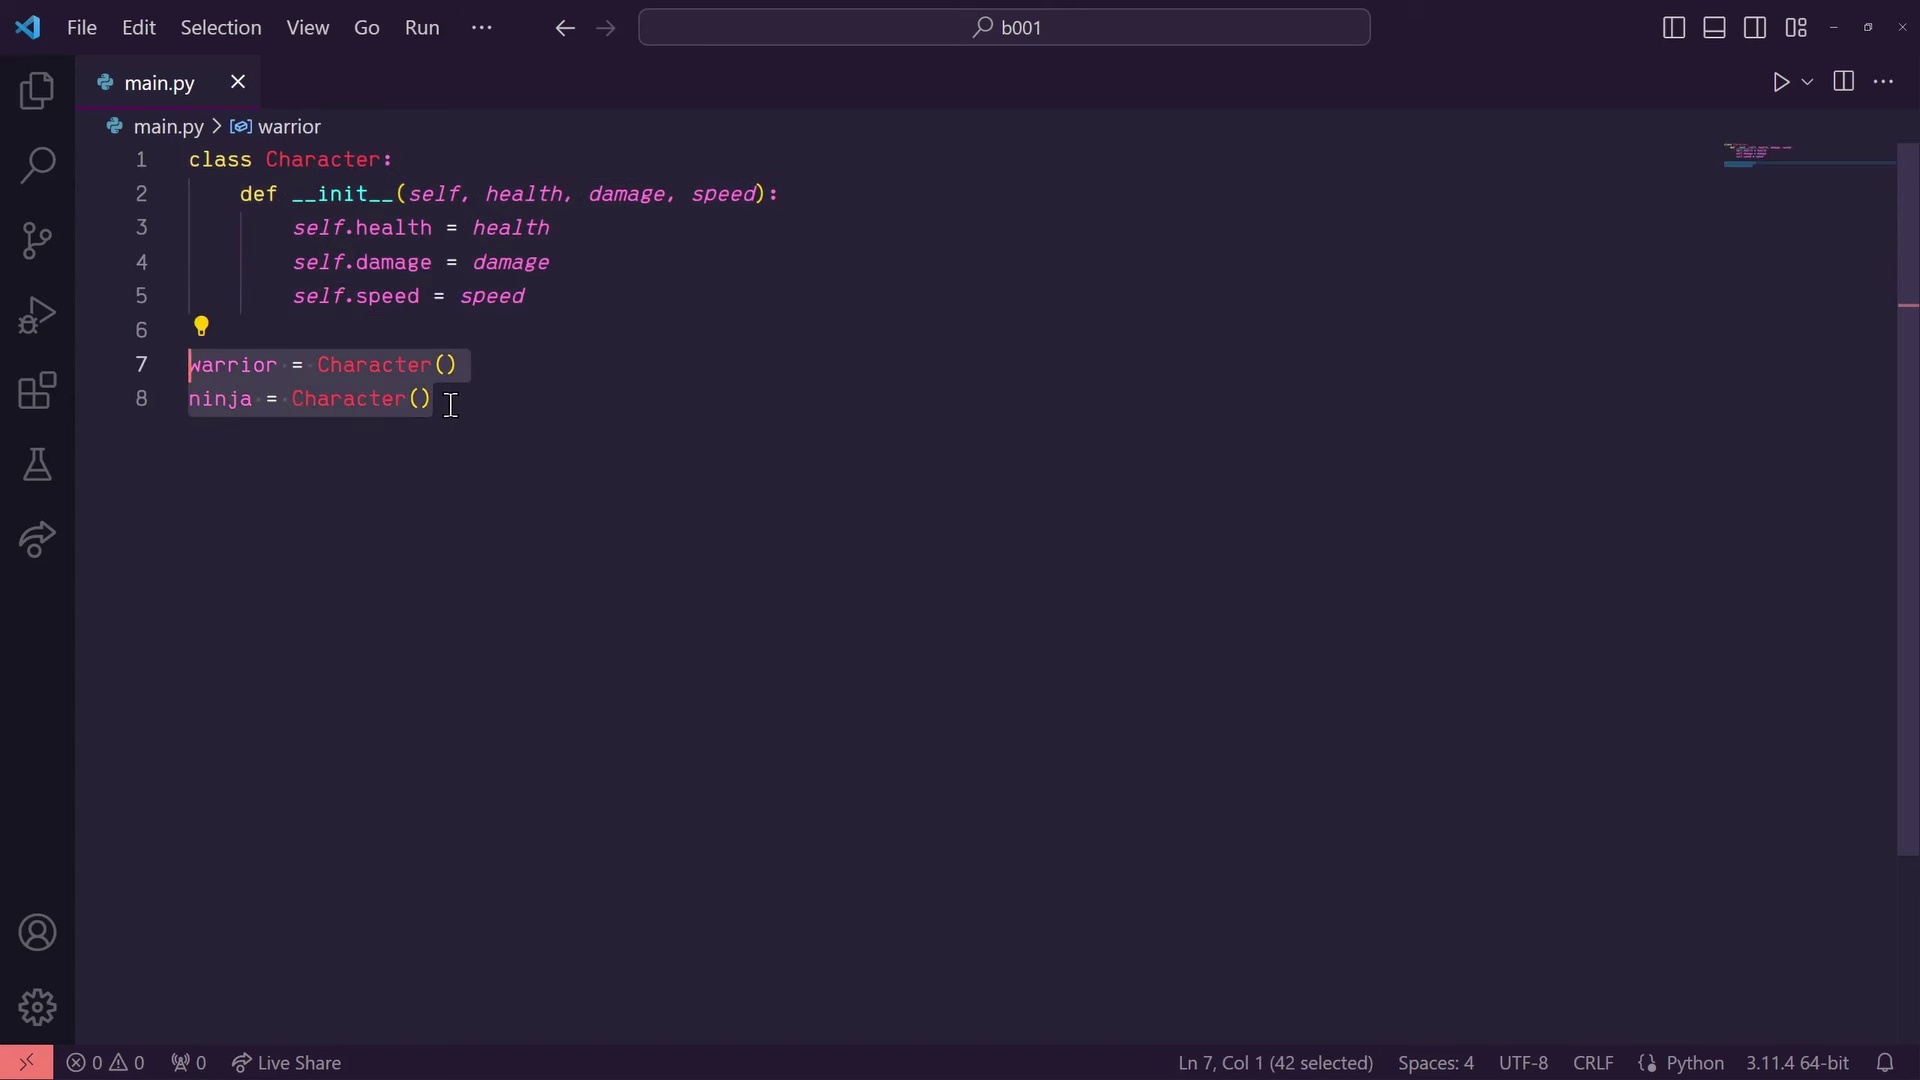 File Edit Selection View Go Run ··· b001
main.py
main.py > warrior
1 class Character:
2     def __init__(self, health, damage, speed):
3         self.health = health
4         self.damage = damage
5         self.speed = speed
6
7 warrior = Character()
8 ninja = Character()
0 0 0 Live Share Ln 7, Col 1 (42 selected) Spaces: 4 UTF-8 CRLF Python 3.11.4 64-bit